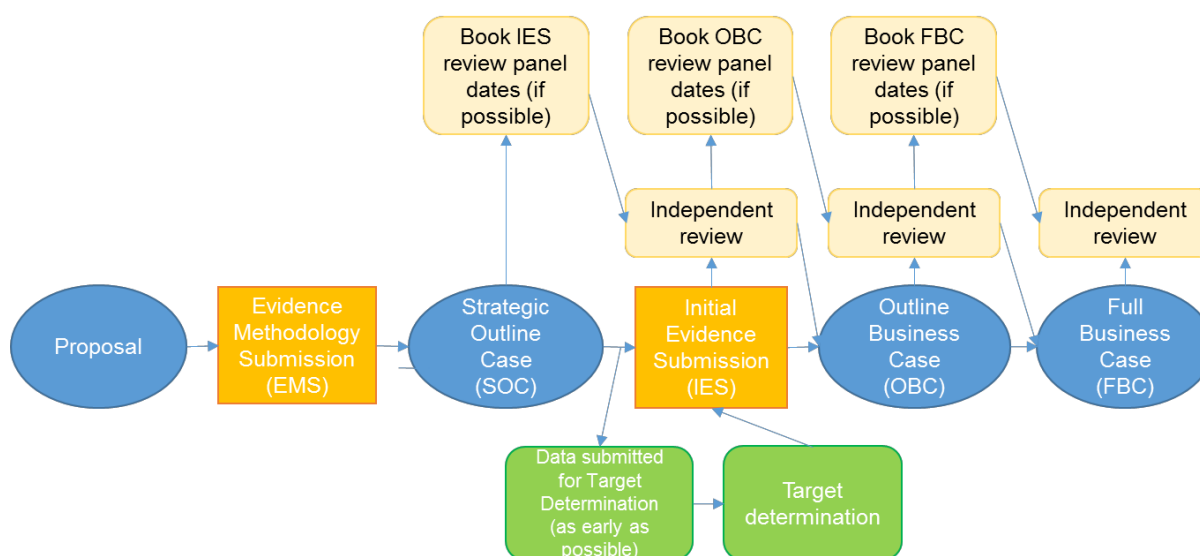 Book IES
review panel
dates (if
possible)
Book OBC
review panel
dates (if
possible)
Book FBC
review panel
dates (if
possible)
Independent
review
Independent
review
Independent
review
Proposal
Evidence
Methodology
Submission
(EMS)
Strategic
Outline
Case
(SOC)
Initial
Evidence
Submission
(IES)
Outline
Business
Case
(OBC)
Full
Business
Case
(FBC)
Data submitted
for Target
Determination
(as early as
possible)
Target
determination